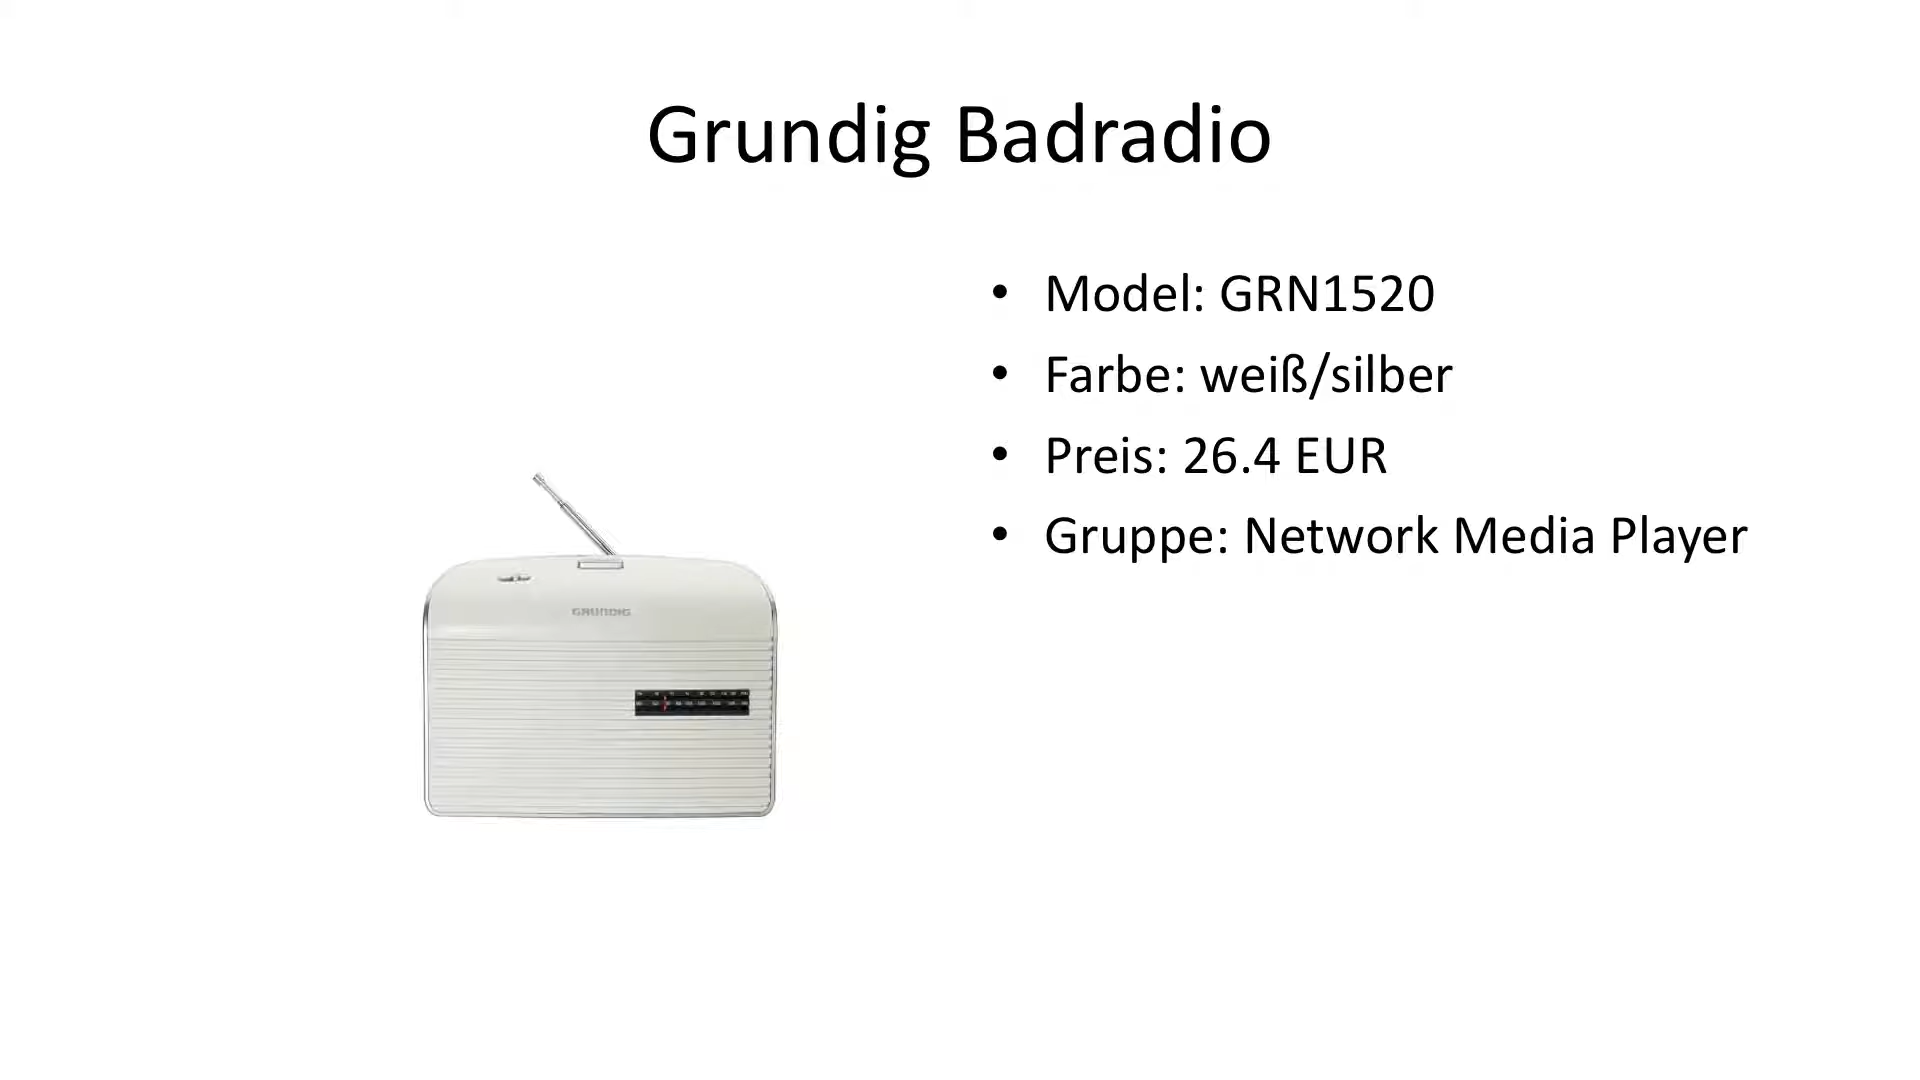 Grundig Badradio
• Model: GRN1520
• Farbe: weiß/silber
• Preis: 26.4 EUR
• Gruppe: Network Media Player
GRUNDIG